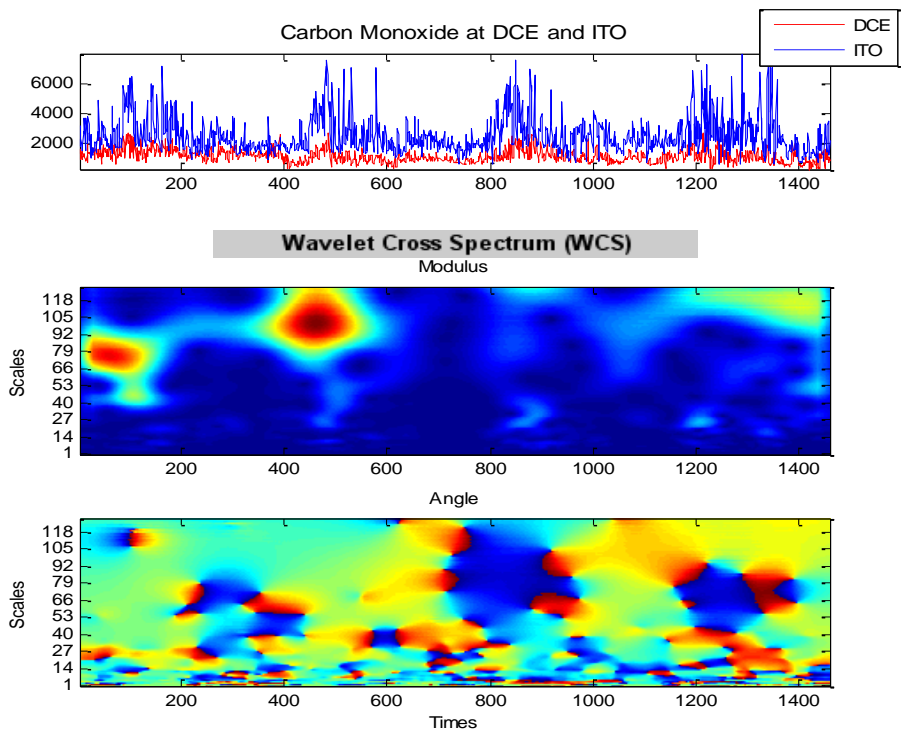 DCE
ITO
Carbon Monoxide at DCE and ITO
6000
4000
2000
200 400 600 800 1000 1200 1400
Wavelet Cross Spectrum (WCS)
Modulus
Scales
118
105
92
79
66
53
40
27
14
1
200 400 600 800 1000 1200 1400
Angle
Scales
118
105
92
79
66
53
40
27
14
1
200 400 600 800 1000 1200 1400
Times